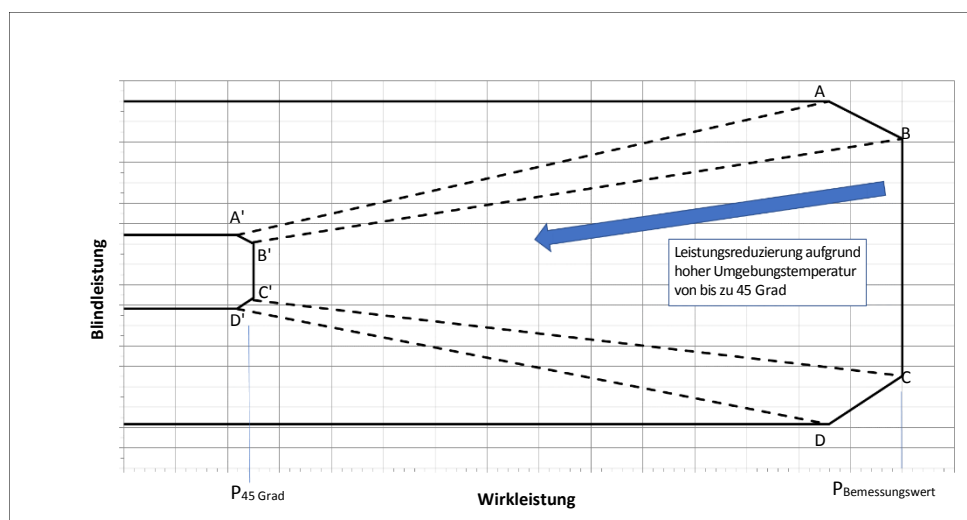 A
B
A'
B'
Leistungsreduzierung aufgrund
hoher Umgebungstemperatur
von bis zu 45 Grad
C'
D'
Blindleistung
C
D
P45 Grad
Wirkleistung
PBemessungswert